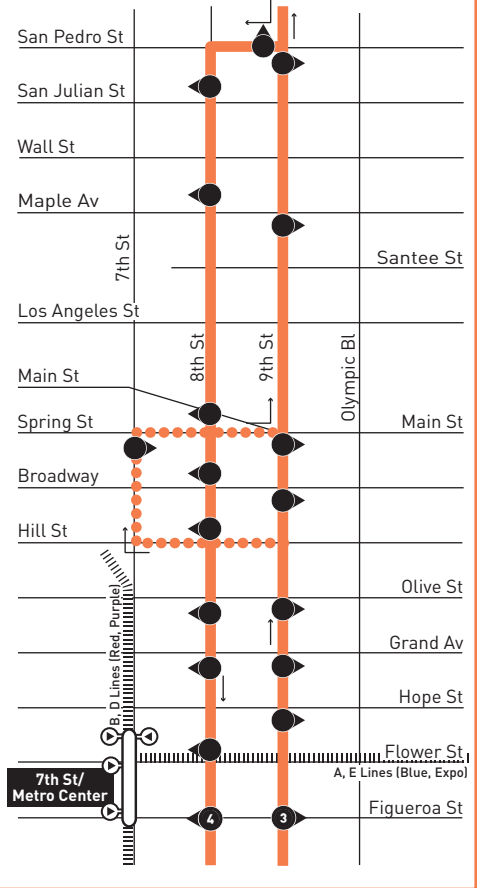 San Pedro St
San Julian St
Wall St
Maple Av
7th St
Santee St
Los Angeles St
8th St
9th St
Olympic Bl
Main St
Spring St
Main St
Broadway
Hill St
Olive St
B, D Lines (Red, Purple)
Grand Av
Hope St
Flower St
A, E Lines (Blue, Expo)
7th St/
Metro Center
Figueroa St
4
3